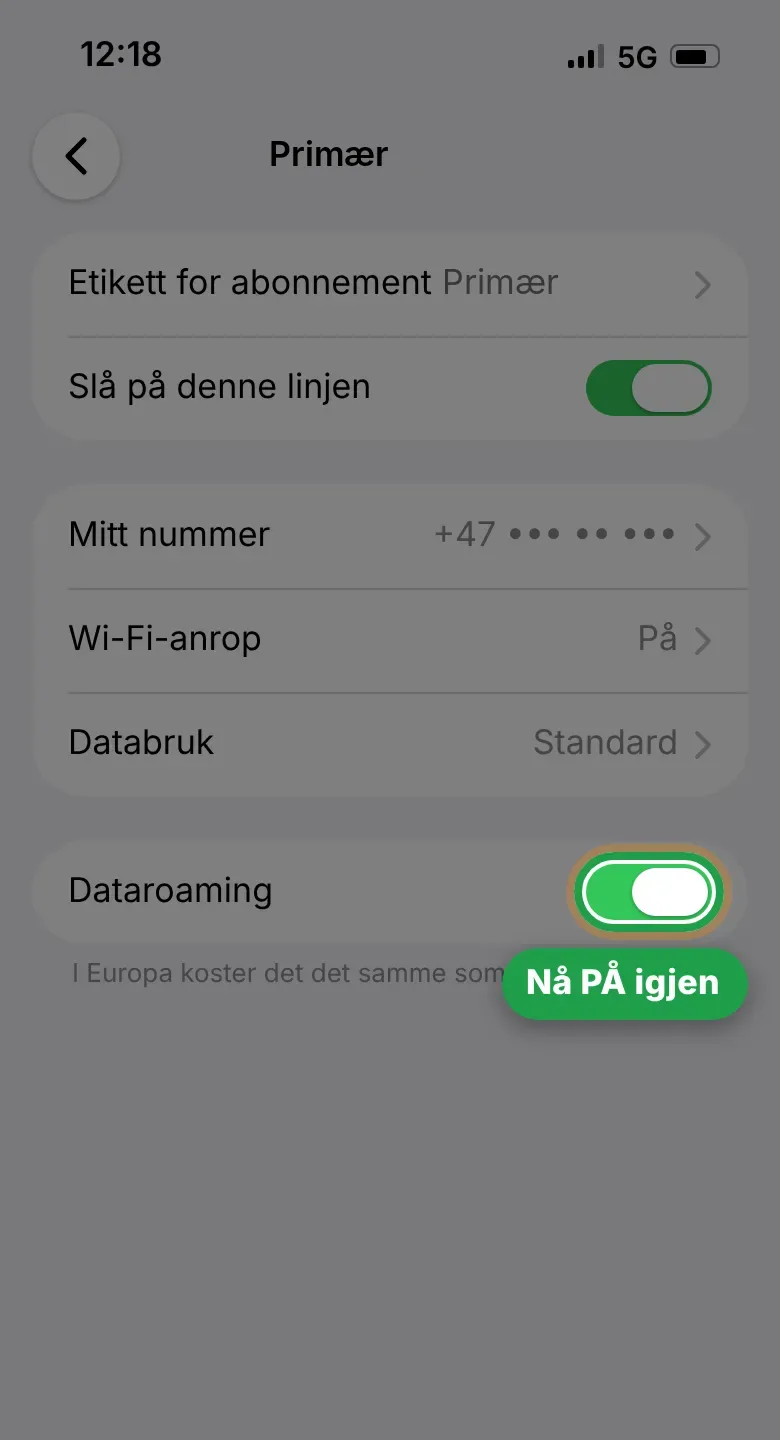 12:18 5G
Primær
Etikett for abonnement Primær
Slå på denne linjen
Mitt nummer +47 ••• •• •••
Wi-Fi-anrop På
Databruk Standard
Dataroaming
I Europa koster det det samme som
Nå PÅ igjen